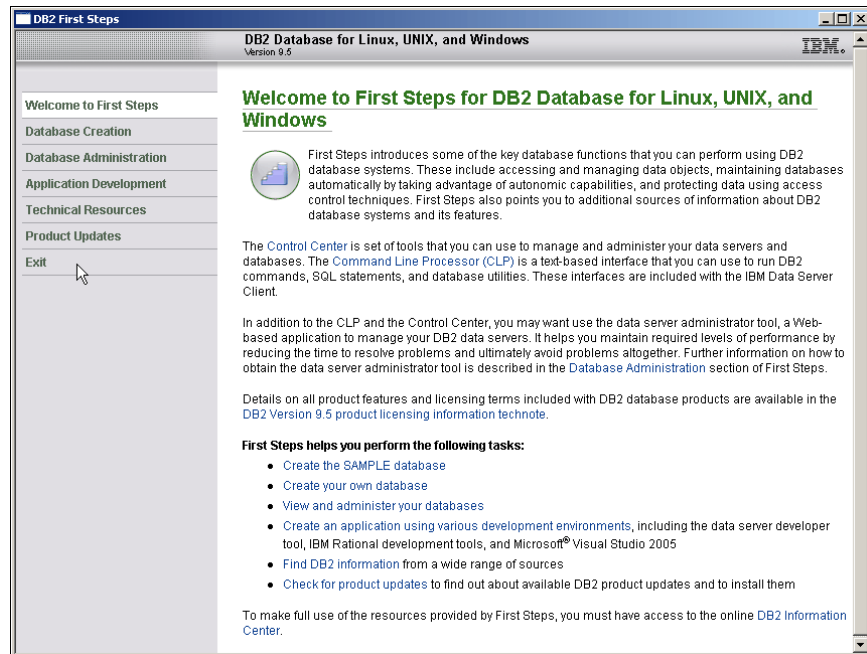 DB2 First Steps
DB2 Database for Linux, UNIX, and Windows
Version 9.5
IBM.
Welcome to First Steps
Database Creation
Database Administration
Application Development
Technical Resources
Product Updates
Exit
Welcome to First Steps for DB2 Database for Linux, UNIX, and
Windows
First Steps introduces some of the key database functions that you can perform using DB2
database systems. These include accessing and managing data objects, maintaining databases
automatically by taking advantage of autonomic capabilities, and protecting data using access
control techniques. First Steps also points you to additional sources of information about DB2
database systems and its features.
The Control Center is set of tools that you can use to manage and administer your data servers and
databases. The Command Line Processor (CLP) is a text-based interface that you can use to run DB2
commands, SQL statements, and database utilities. These interfaces are included with the IBM Data Server
Client.
In addition to the CLP and the Control Center, you may want use the data server administrator tool, a Web-
based application to manage your DB2 data servers. It helps you maintain required levels of performance by
reducing the time to resolve problems and ultimately avoid problems altogether. Further information on how to
obtain the data server administrator tool is described in the Database Administration section of First Steps.
Details on all product features and licensing terms included with DB2 database products are available in the
DB2 Version 9.5 product licensing information technote.
First Steps helps you perform the following tasks:
• Create the SAMPLE database
• Create your own database
• View and administer your databases
• Create an application using various development environments, including the data server developer
tool, IBM Rational development tools, and Microsoft® Visual Studio 2005
• Find DB2 information from a wide range of sources
• Check for product updates to find out about available DB2 product updates and to install them
To make full use of the resources provided by First Steps, you must have access to the online DB2 Information
Center.